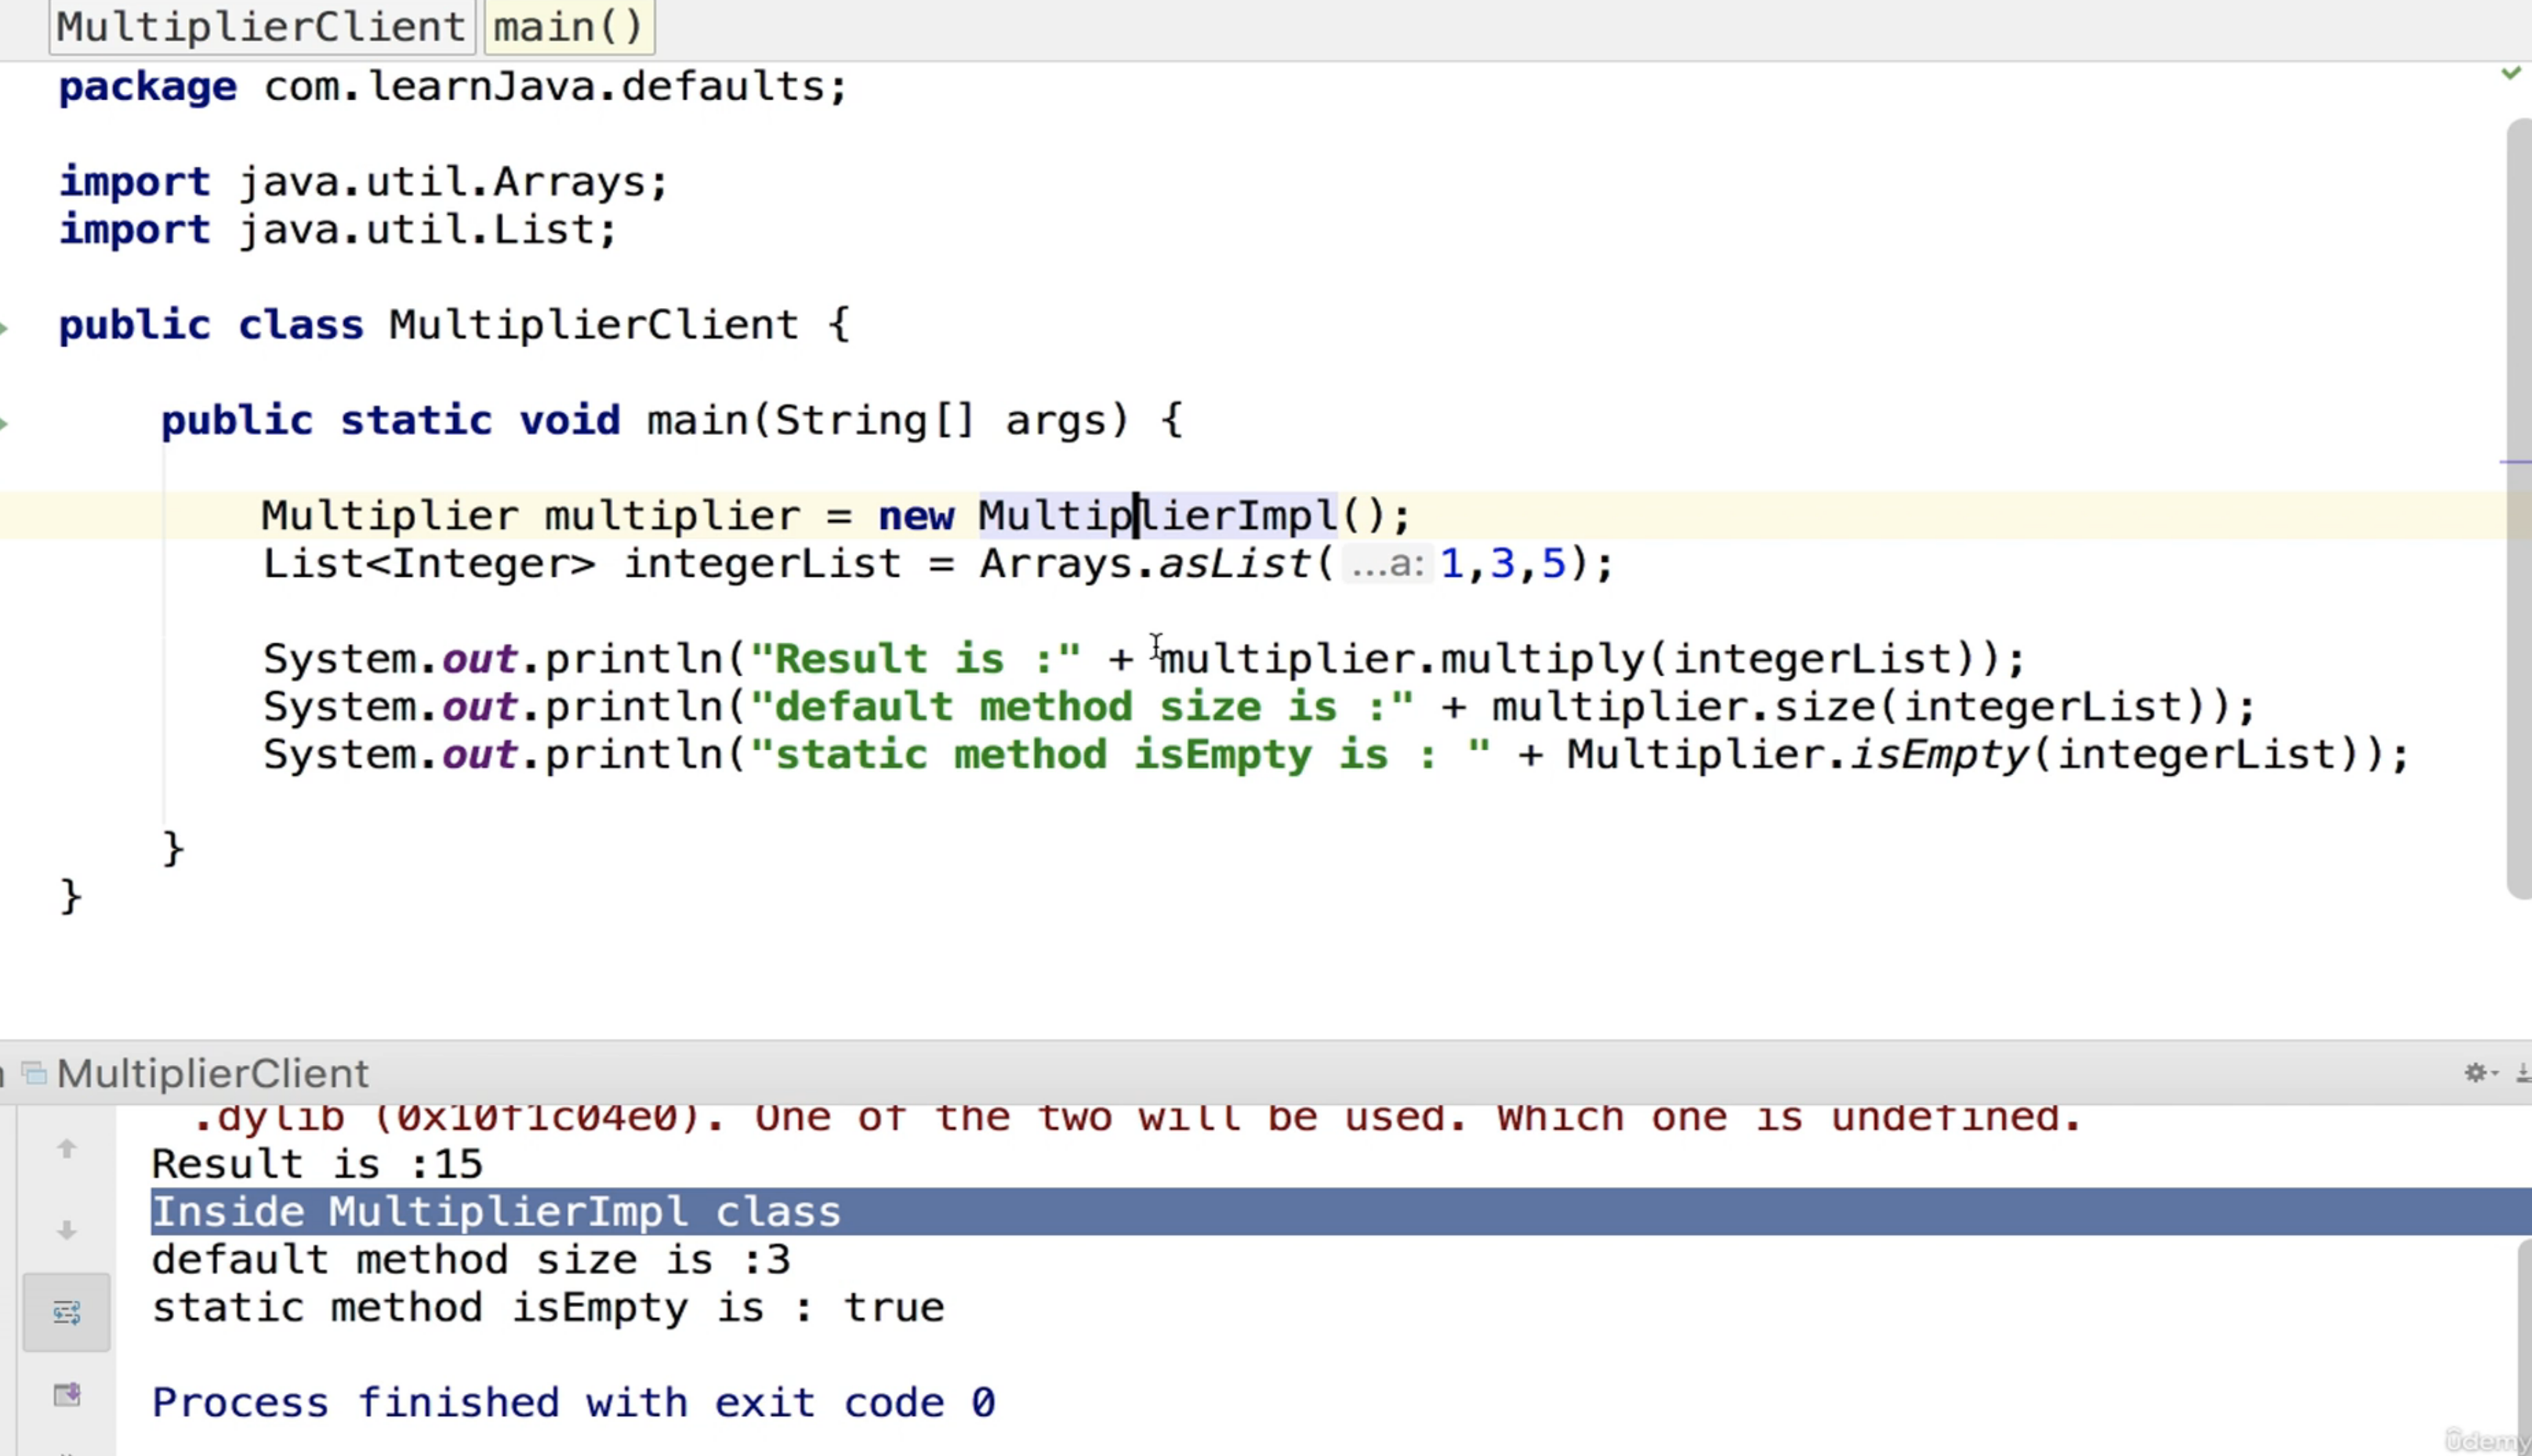 MultiplierClient main()
package com.learnJava.defaults;
import java.util.Arrays;
import java.util.List;
public class MultiplierClient {
public static void main(String[] args) {
Multiplier multiplier = new MultiplierImpl();
List<Integer> integerList = Arrays.asList( ...a: 1,3,5);
System.out.println("Result is :" + multiplier.multiply(integerList));
System.out.println("default method size is :" + multiplier.size(integerList));
System.out.println("static method isEmpty is : " + Multiplier.isEmpty(integerList));
}
}
MultiplierClient
.dylib (0x10f1c04e0). One of the two will be used. Which one is undefined.
Result is :15
Inside MultiplierImpl class
default method size is :3
static method isEmpty is : true
Process finished with exit code 0
udemy